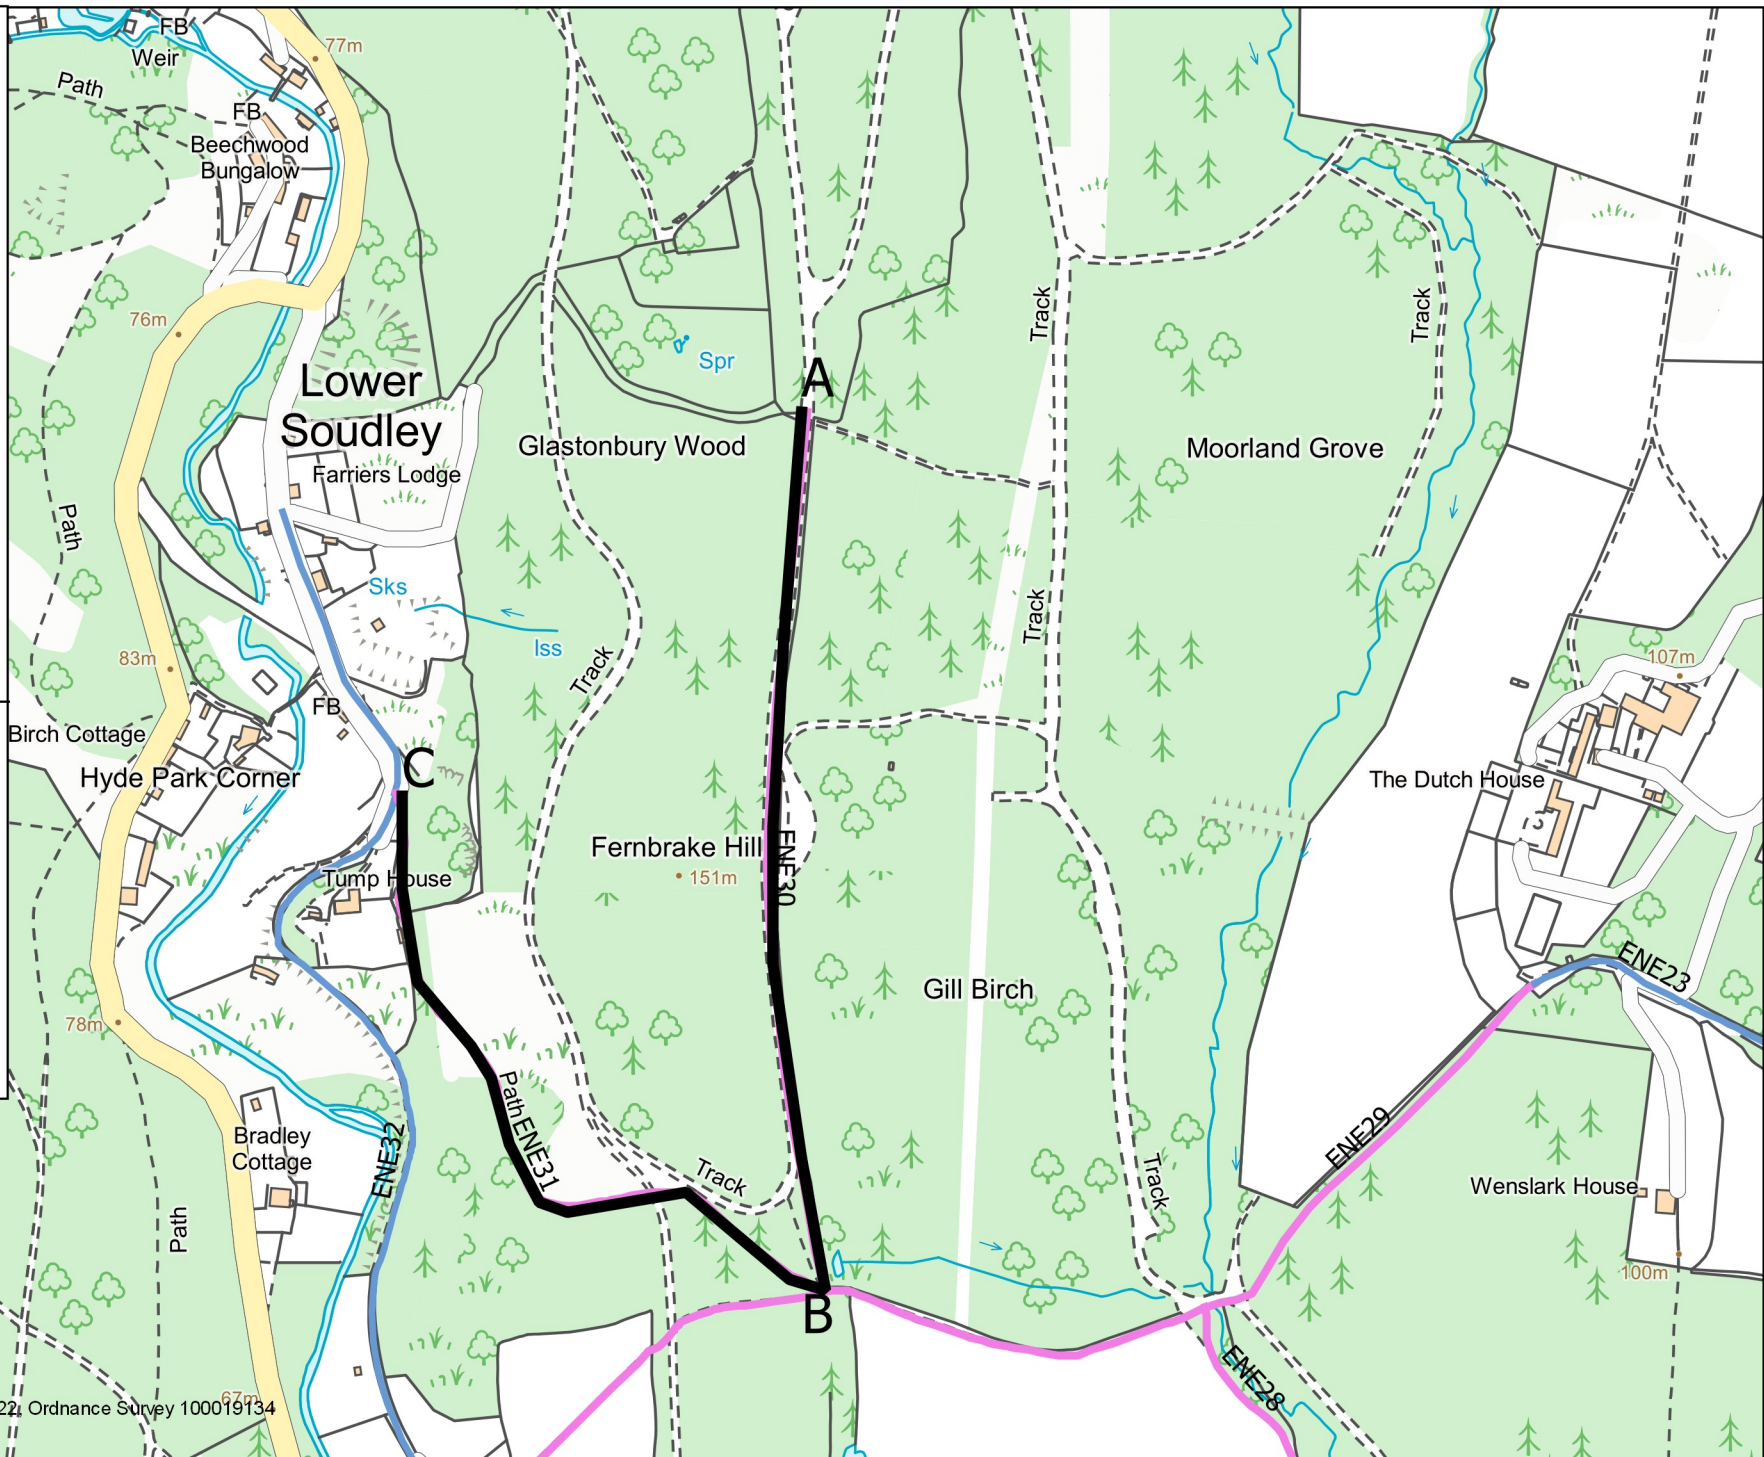 FB
Weir
77m
Path
FB
Beechwood
Bungalow
76m
Track
Track
Spr
A
Lower
Soudley
Glastonbury Wood
Moorland Grove
Farriers Lodge
Path
Sks
Iss
Track
Track
83m
107m
FB
Birch Cottage
C
Hyde Park Corner
The Dutch House
Fernbrake Hill
151m
ENE30
Tump House
ENE23
Gill Birch
78m
Path
ENE31
ENE29
Bradley
Cottage
ENE32
Track
Track
Wenslark House
Path
100m
B
ENE28
67m
22, Ordnance Survey 100019134